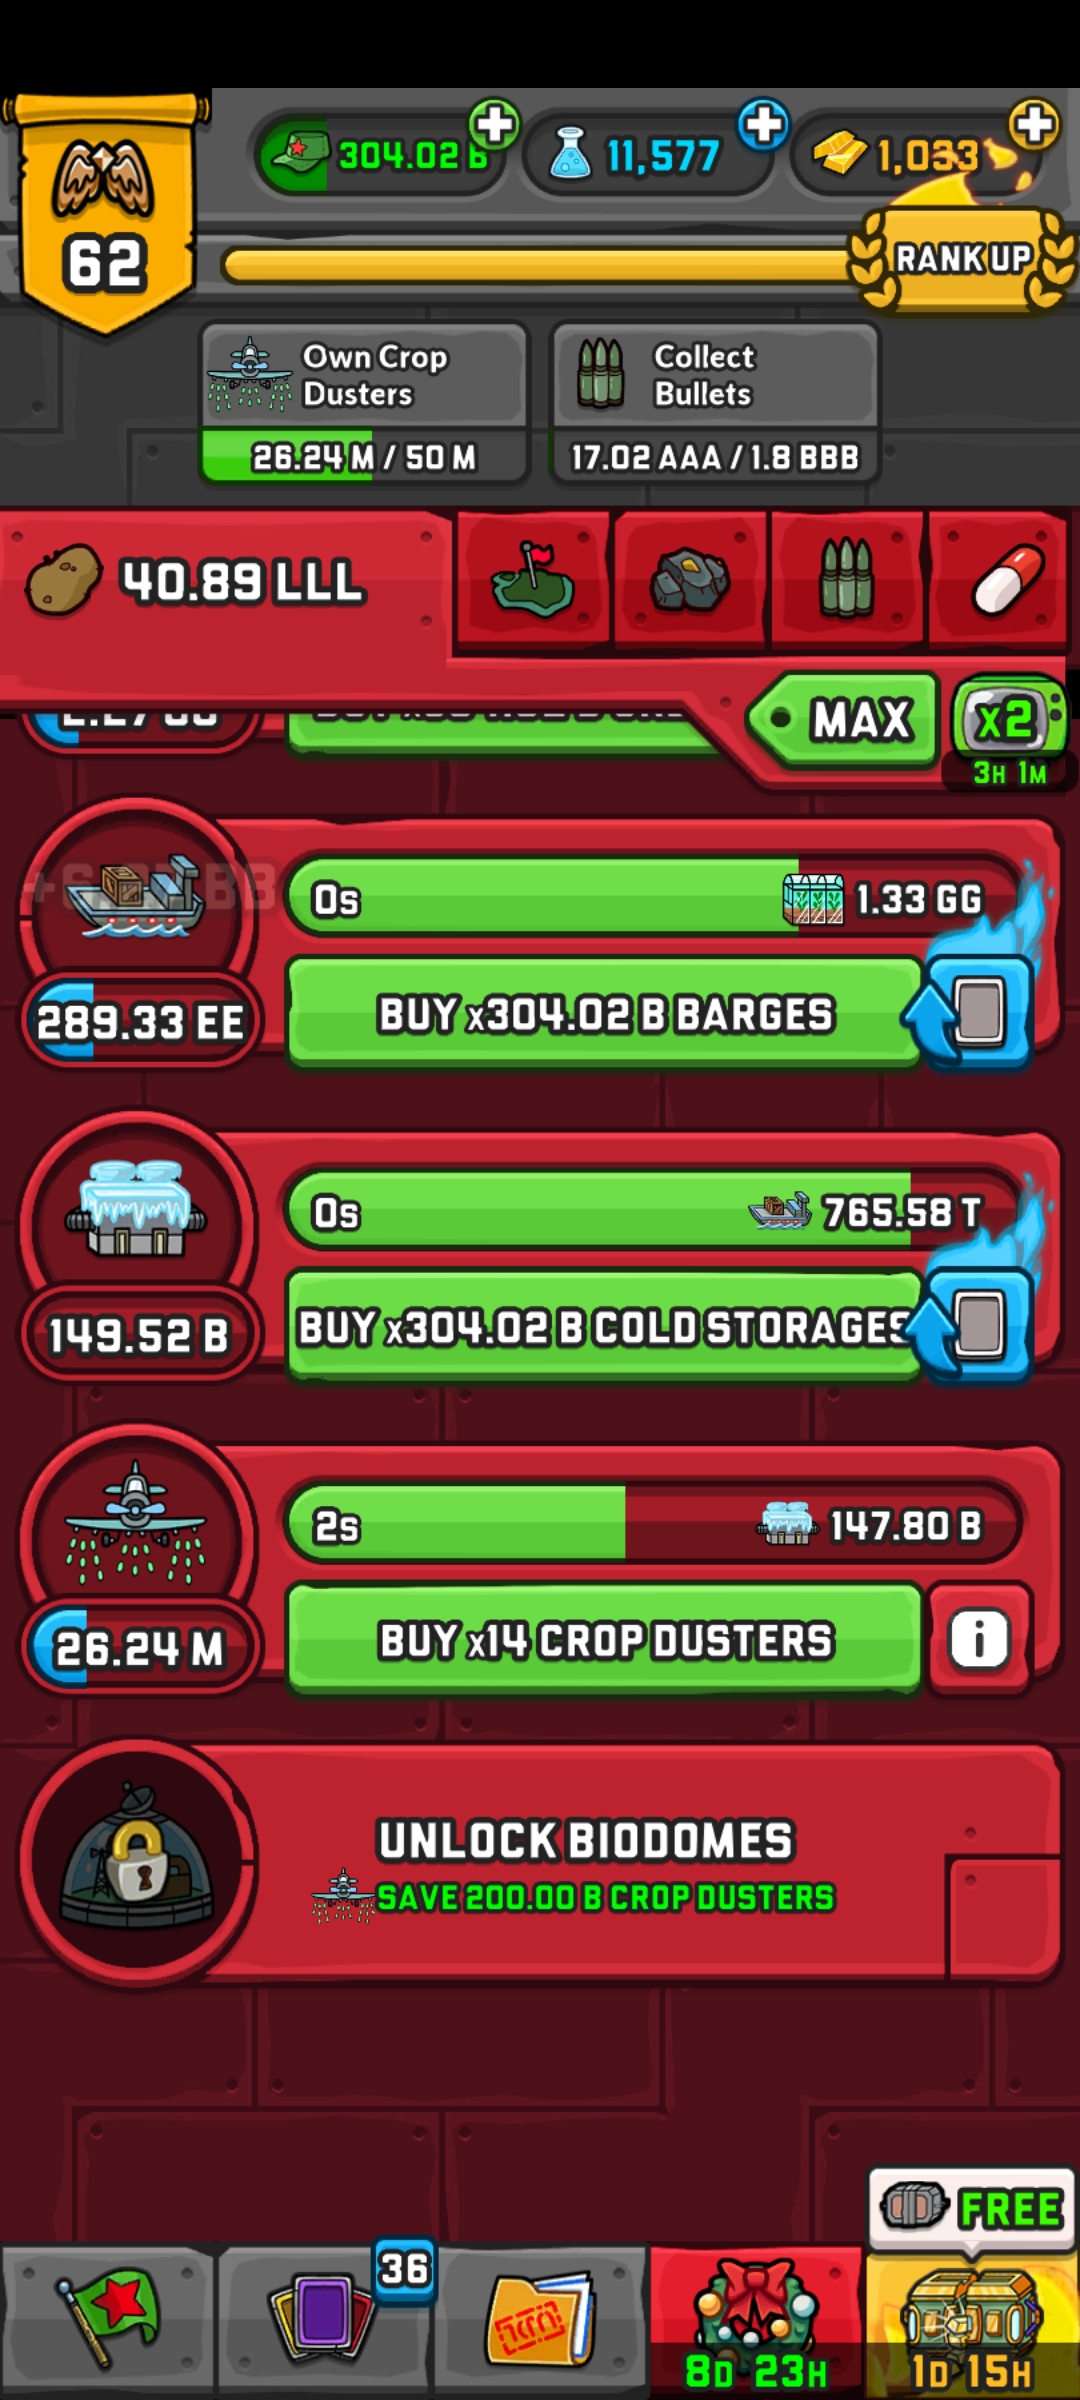 62
304.02 B
11,577
1,033
RANK UP
Own Crop
Dusters
26.24 M / 50 M
Collect
Bullets
17.02 AAA / 1.8 BBB
40.89 LLL
MAX
x2
3H 1M
0s
1.33 GG
289.33 EE
BUY x304.02 B BARGES
0s
765.58 T
149.52 B
BUY x304.02 B COLD STORAGES
2s
147.80 B
26.24 M
BUY x14 CROP DUSTERS
i
UNLOCK BIODOMES
SAVE 200.00 B CROP DUSTERS
FREE
36
8D 23H
1D 15H